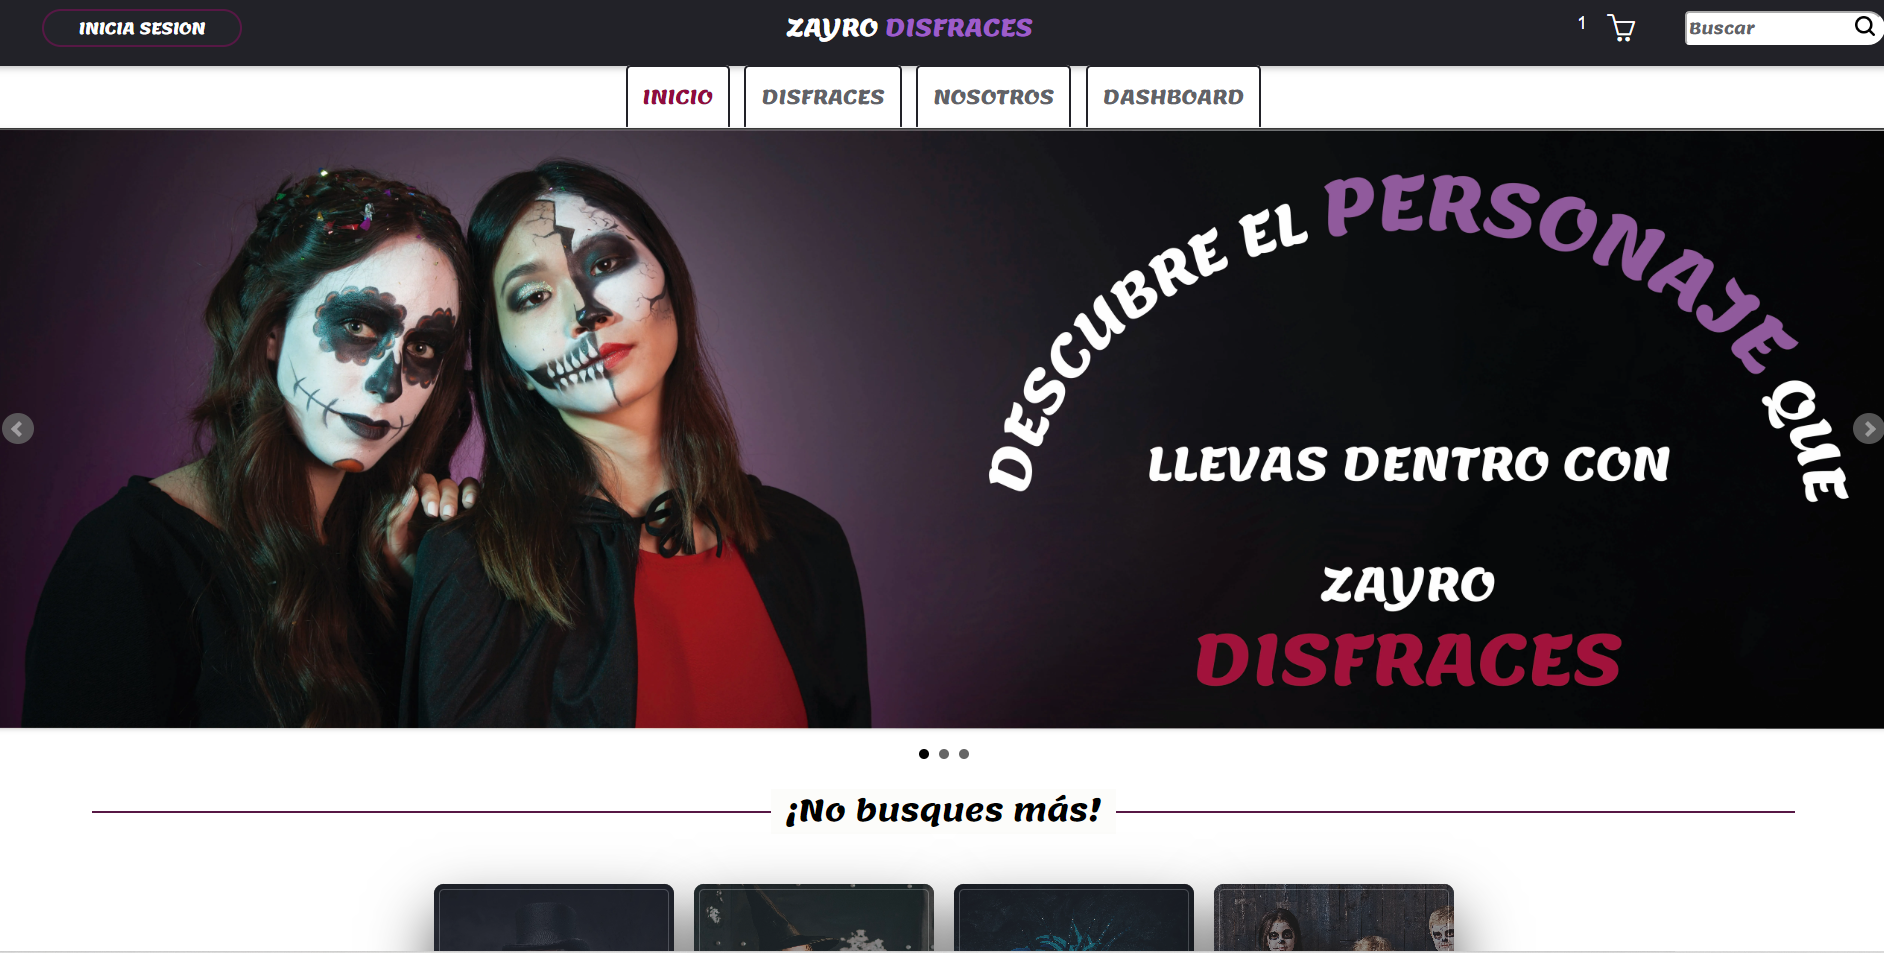 INICIA SESION
ZAYRO DISFRACES
1
Buscar
INICIO
DISFRACES
NOSOTROS
DASHBOARD
DESCUBRE EL PERSONAJE QUE
LLEVAS DENTRO CON
ZAYRO
DISFRACES
¡No busques más!